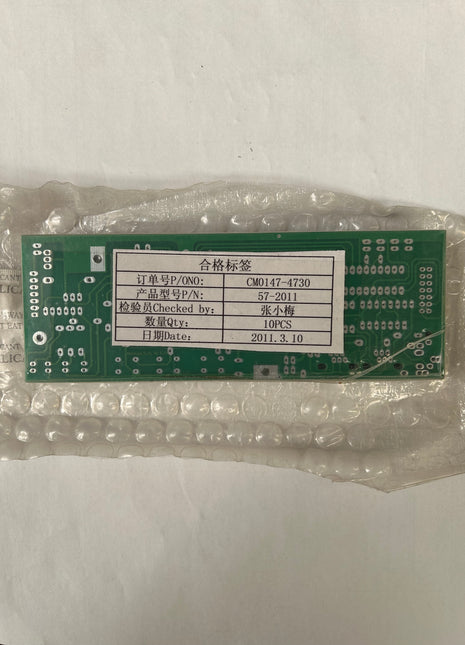 合格标签
订单号P/ONO: CM0147-4730
产品型号P/N: 57-2011
检验员Checked by: 张小梅
数量Qty: 10PCS
日期Date: 2011.3.10